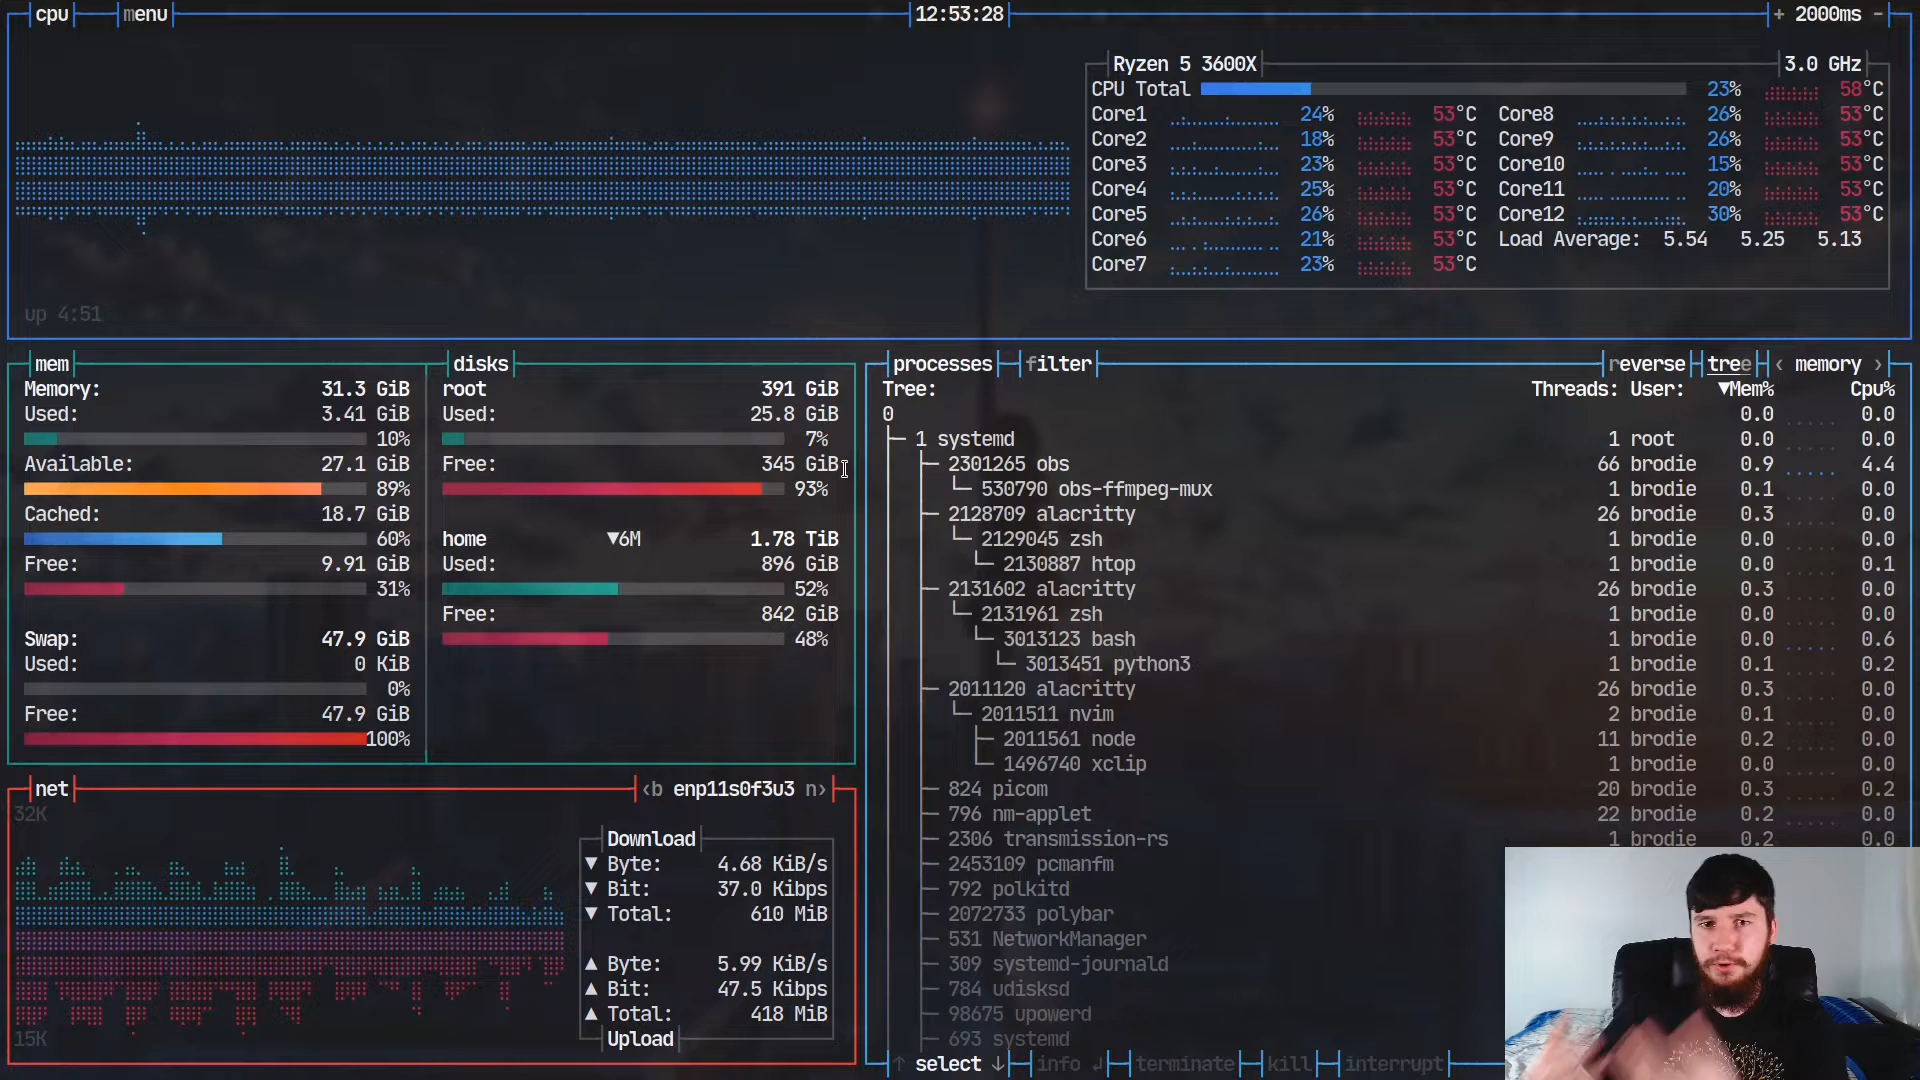 cpu menu 12:53:28 + 2000ms -
Ryzen 5 3600X 3.0 GHz
CPU Total 23% 58°C
Core1 24% 53°C Core8 26% 53°C
Core2 18% 53°C Core9 26% 53°C
Core3 23% 53°C Core10 15% 53°C
Core4 25% 53°C Core11 20% 53°C
Core5 26% 53°C Core12 30% 53°C
Core6 21% 53°C Load Average: 5.54 5.25 5.13
Core7 23% 53°C
up 4:51
mem
Memory: 31.3 GiB
Used: 3.41 GiB
10%
Available: 27.1 GiB
89%
Cached: 18.7 GiB
60%
Free: 9.91 GiB
31%
Swap: 47.9 GiB
Used: 0 KiB
0%
Free: 47.9 GiB
100%
disks
root 391 GiB
Used: 25.8 GiB
7%
Free: 345 GiB
93%
home ▼6M 1.78 TiB
Used: 896 GiB
52%
Free: 842 GiB
48%
net <b enp11s0f3u3 n>
32K
Download
▼ Byte: 4.68 KiB/s
▼ Bit: 37.0 Kibps
▼ Total: 610 MiB
▲ Byte: 5.99 KiB/s
▲ Bit: 47.5 Kibps
▲ Total: 418 MiB
Upload
15K
processes filter reverse tree < memory >
Tree: Threads: User: ▼Mem% Cpu%
0 0.0 0.0
1 systemd 1 root 0.0 0.0
2301265 obs 66 brodie 0.9 4.4
530790 obs-ffmpeg-mux 1 brodie 0.1 0.0
2128709 alacritty 26 brodie 0.3 0.0
2129045 zsh 1 brodie 0.0 0.0
2130887 htop 1 brodie 0.0 0.1
2131602 alacritty 26 brodie 0.3 0.0
2131961 zsh 1 brodie 0.0 0.0
3013123 bash 1 brodie 0.0 0.6
3013451 python3 1 brodie 0.1 0.2
2011120 alacritty 26 brodie 0.3 0.0
2011511 nvim 2 brodie 0.1 0.0
2011561 node 11 brodie 0.2 0.0
1496740 xclip 1 brodie 0.0 0.0
824 picom 20 brodie 0.3 0.2
796 nm-applet 22 brodie 0.2 0.0
2306 transmission-rs 1 brodie 0.2 0.0
2453109 pcmanfm
792 polkitd
2072733 polybar
531 NetworkManager
309 systemd-journald
784 udisksd
98675 upowerd
693 systemd
↑ select ↓ info ↲ terminate kill interrupt